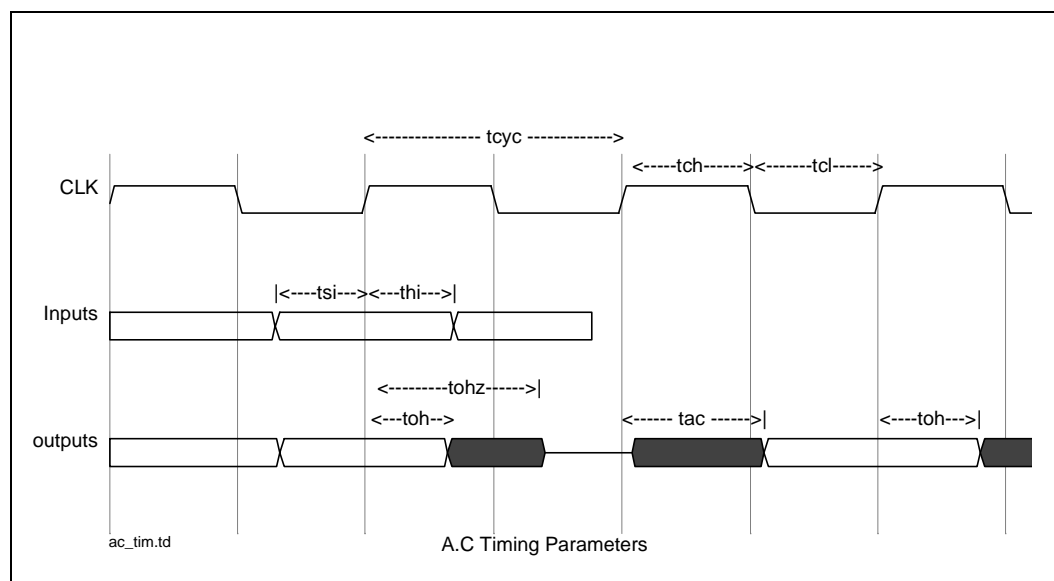 <---------------- tcyc ------------->
<-----tch----->
<-------tcl------>
CLK
|<----tsi---><---thi--->|
Inputs
<---------tohz------>|
<---toh-->
<------ tac ------>|
<---toh--->|
outputs
ac_tim.td
A.C Timing Parameters